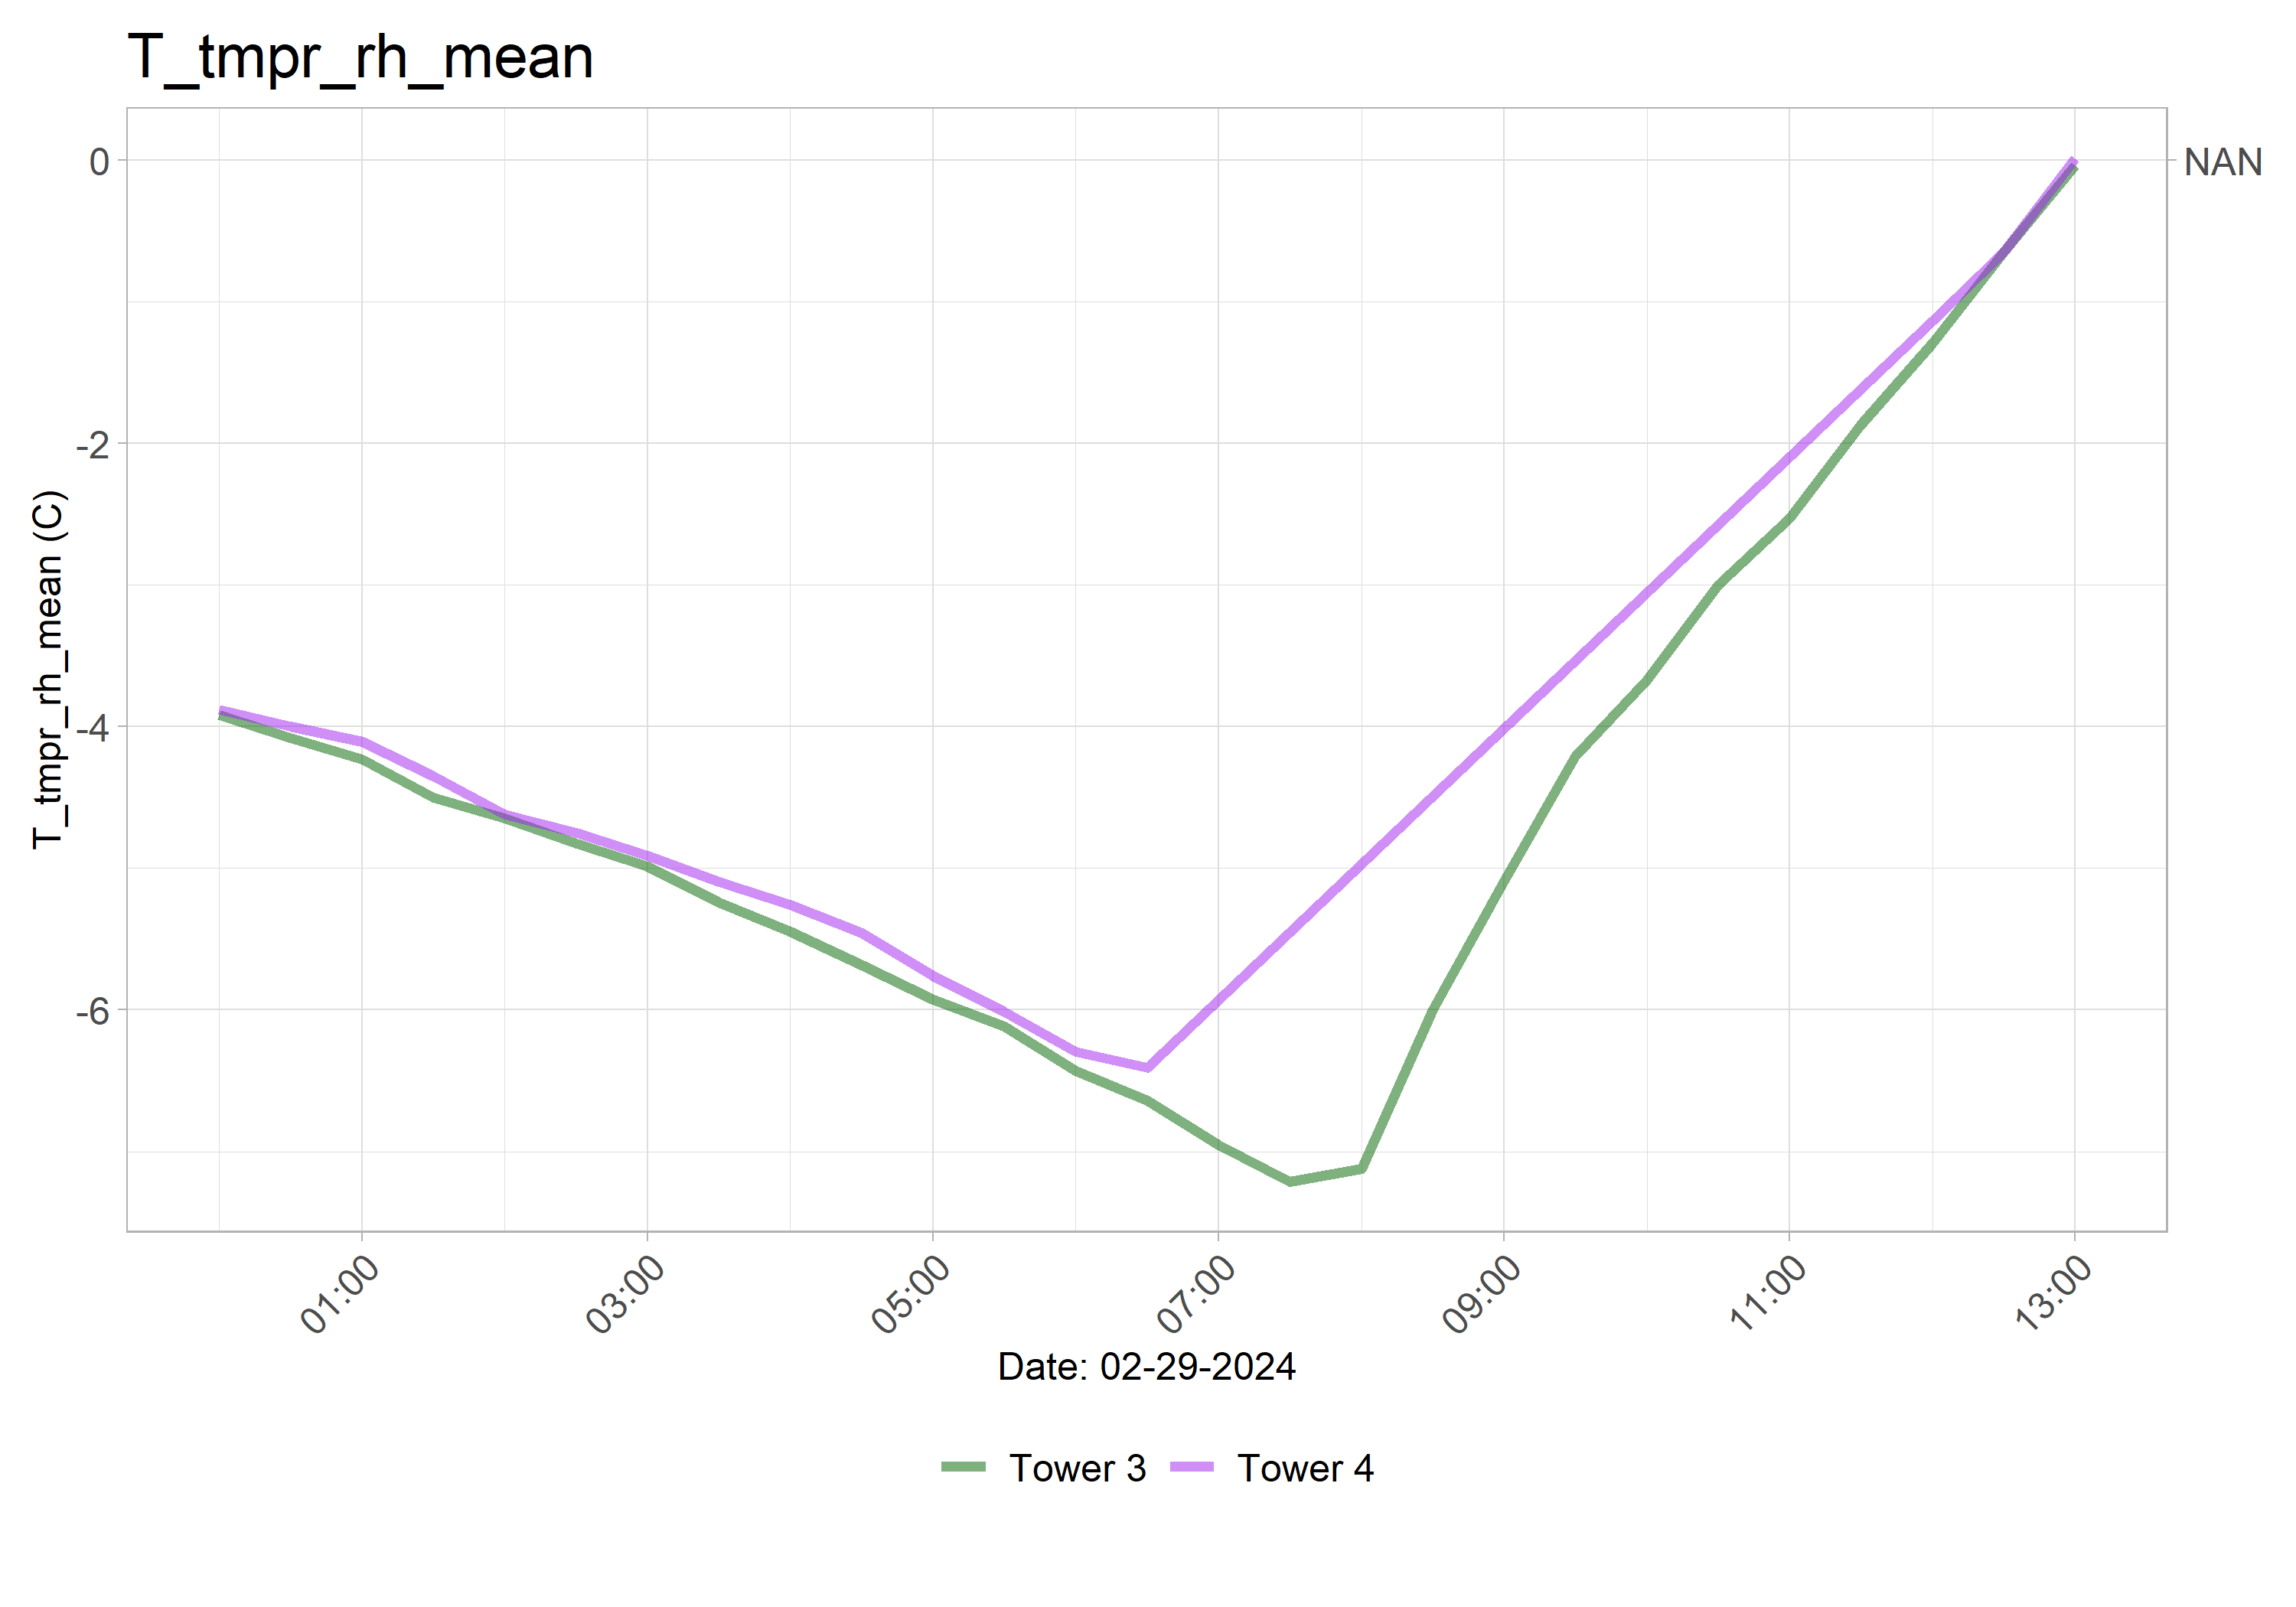 T_tmpr_rh_mean
0
-2
-4
-6
NAN
T_tmpr_rh_mean (C)
01:00
03:00
05:00
07:00
09:00
11:00
13:00
Date: 02-29-2024
Tower 3
Tower 4